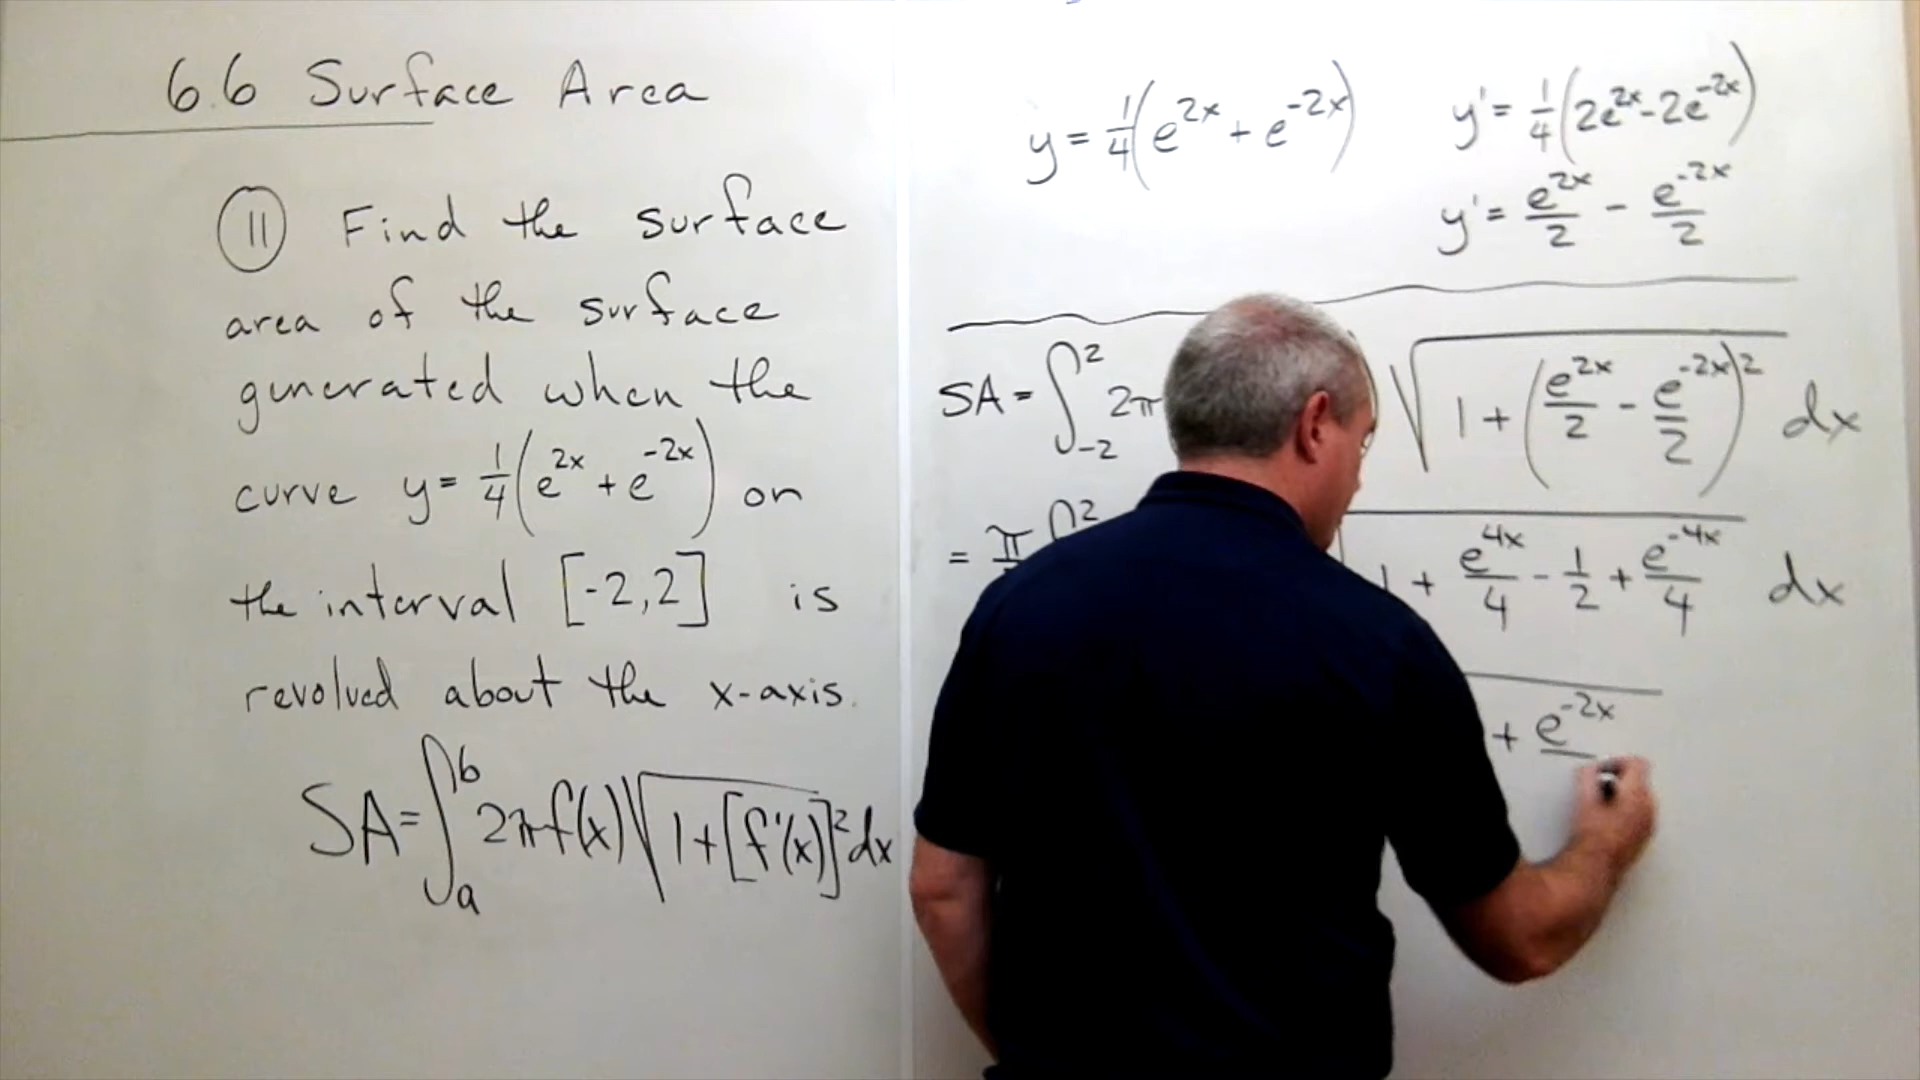 6.6 Surface Area
⑪ Find the surface
area of the surface
generated when the
curve y = 1/4(e^{2x} + e^{-2x}) on
the interval [-2,2] is
revolved about the x-axis.
SA = ∫_a^b 2πf(x)√(1+[f'(x)]^2) dx
y = 1/4(e^{2x} + e^{-2x})
y' = 1/4(2e^{2x} - 2e^{-2x})
y' = e^{2x}/2 - e^{-2x}/2
SA = ∫_{-2}^{2} 2π √(1 + (e^{2x}/2 - e^{-2x}/2)^2) dx
= π ∫^2 1 + e^{4x}/4 - 1/2 + e^{-4x}/4 dx
+ e^{-2x}